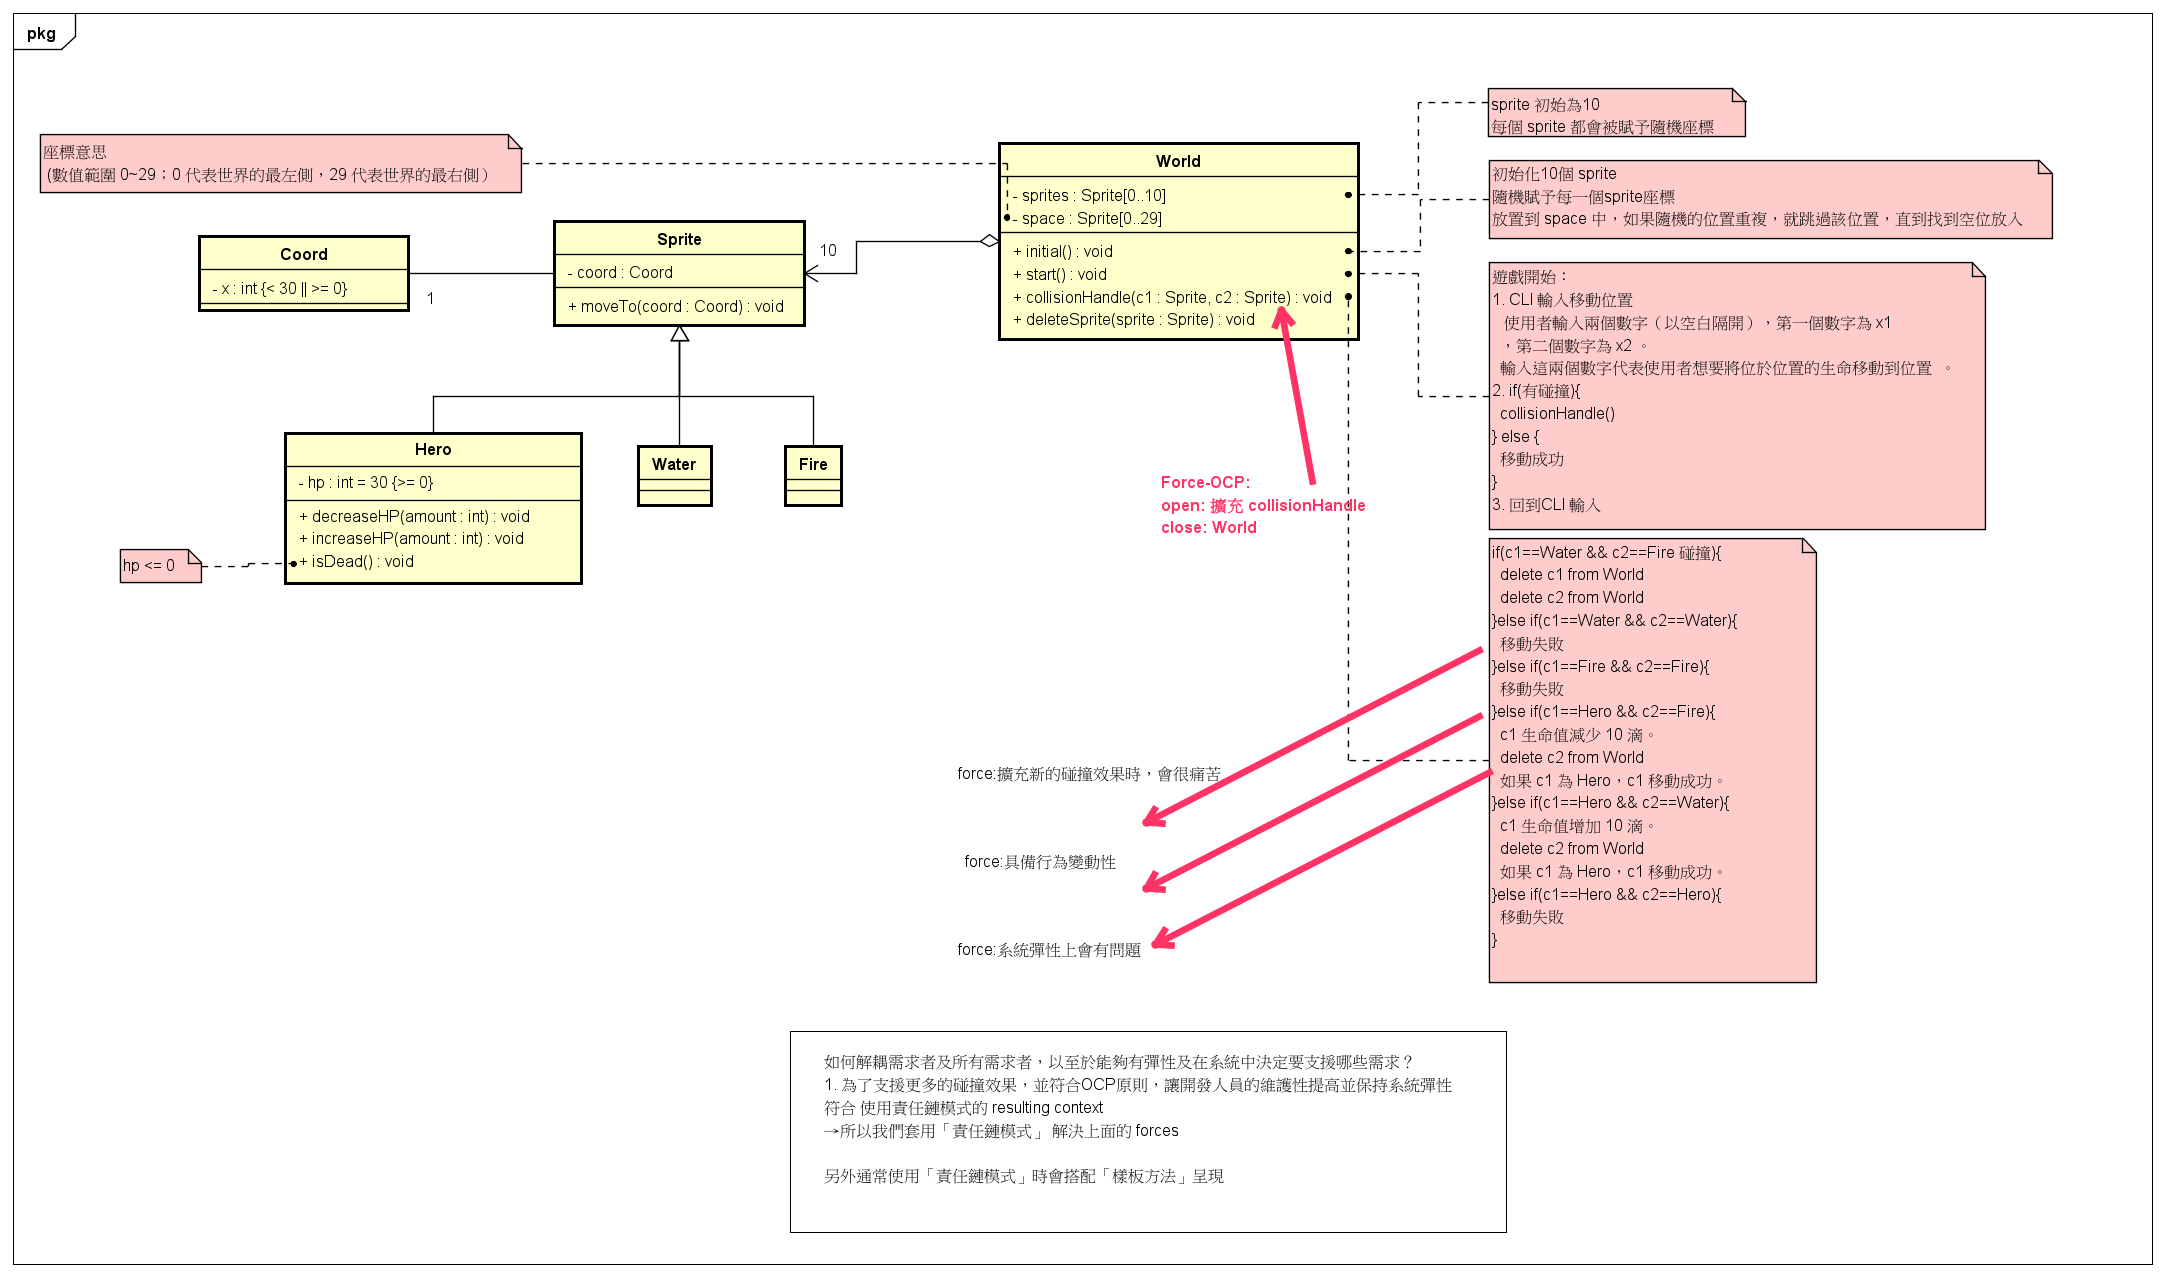 pkg
座標意思
(數值範圍 0~29；0 代表世界的最左側，29 代表世界的最右側）
Coord
- x : int {< 30 || >= 0}
1
Sprite
- coord : Coord
+ moveTo(coord : Coord) : void
10
World
- sprites : Sprite[0..10]
- space : Sprite[0..29]
+ initial() : void
+ start() : void
+ collisionHandle(c1 : Sprite, c2 : Sprite) : void
+ deleteSprite(sprite : Sprite) : void
sprite 初始為10
每個 sprite 都會被賦予隨機座標
初始化10個 sprite
隨機賦予每一個sprite座標
放置到 space 中，如果隨機的位置重複，就跳過該位置，直到找到空位放入
遊戲開始：
1. CLI 輸入移動位置
使用者輸入兩個數字（以空白隔開），第一個數字為 x1
，第二個數字為 x2 。
輸入這兩個數字代表使用者想要將位於位置的生命移動到位置 。
2. if(有碰撞){
collisionHandle()
} else {
移動成功
}
3. 回到CLI 輸入
Hero
- hp : int = 30 {>= 0}
+ decreaseHP(amount : int) : void
+ increaseHP(amount : int) : void
+ isDead() : void
hp <= 0
Water
Fire
Force-OCP:
open: 擴充 collisionHandle
close: World
if(c1==Water && c2==Fire 碰撞){
delete c1 from World
delete c2 from World
}else if(c1==Water && c2==Water){
移動失敗
}else if(c1==Fire && c2==Fire){
移動失敗
}else if(c1==Hero && c2==Fire){
c1 生命值減少 10 滴。
delete c2 from World
如果 c1 為 Hero，c1 移動成功。
}else if(c1==Hero && c2==Water){
c1 生命值增加 10 滴。
delete c2 from World
如果 c1 為 Hero，c1 移動成功。
}else if(c1==Hero && c2==Hero){
移動失敗
}
force:擴充新的碰撞效果時，會很痛苦
force:具備行為變動性
force:系統彈性上會有問題
如何解耦需求者及所有需求者，以至於能夠有彈性及在系統中決定要支援哪些需求？
1. 為了支援更多的碰撞效果，並符合OCP原則，讓開發人員的維護性提高並保持系統彈性
符合 使用責任鏈模式的 resulting context
→所以我們套用「責任鏈模式」 解決上面的 forces
另外通常使用「責任鏈模式」時會搭配「樣板方法」呈現